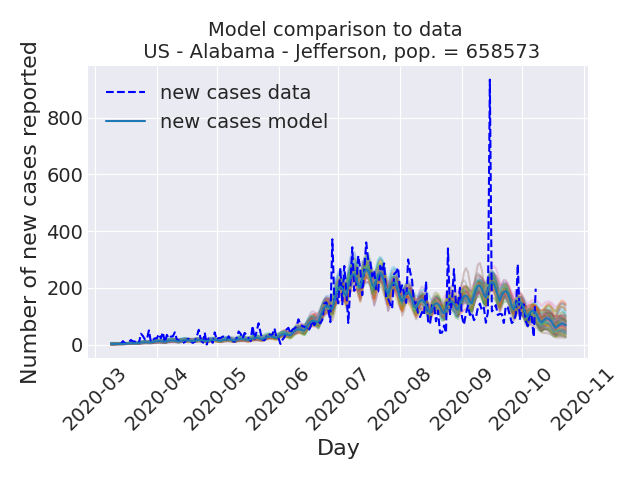 Model comparison to data
US - Alabama - Jefferson, pop. = 658573
new cases data
new cases model
Number of new cases reported
800
600
400
200
0
2020-03
2020-04
2020-05
2020-06
2020-07
2020-08
2020-09
2020-10
2020-11
Day